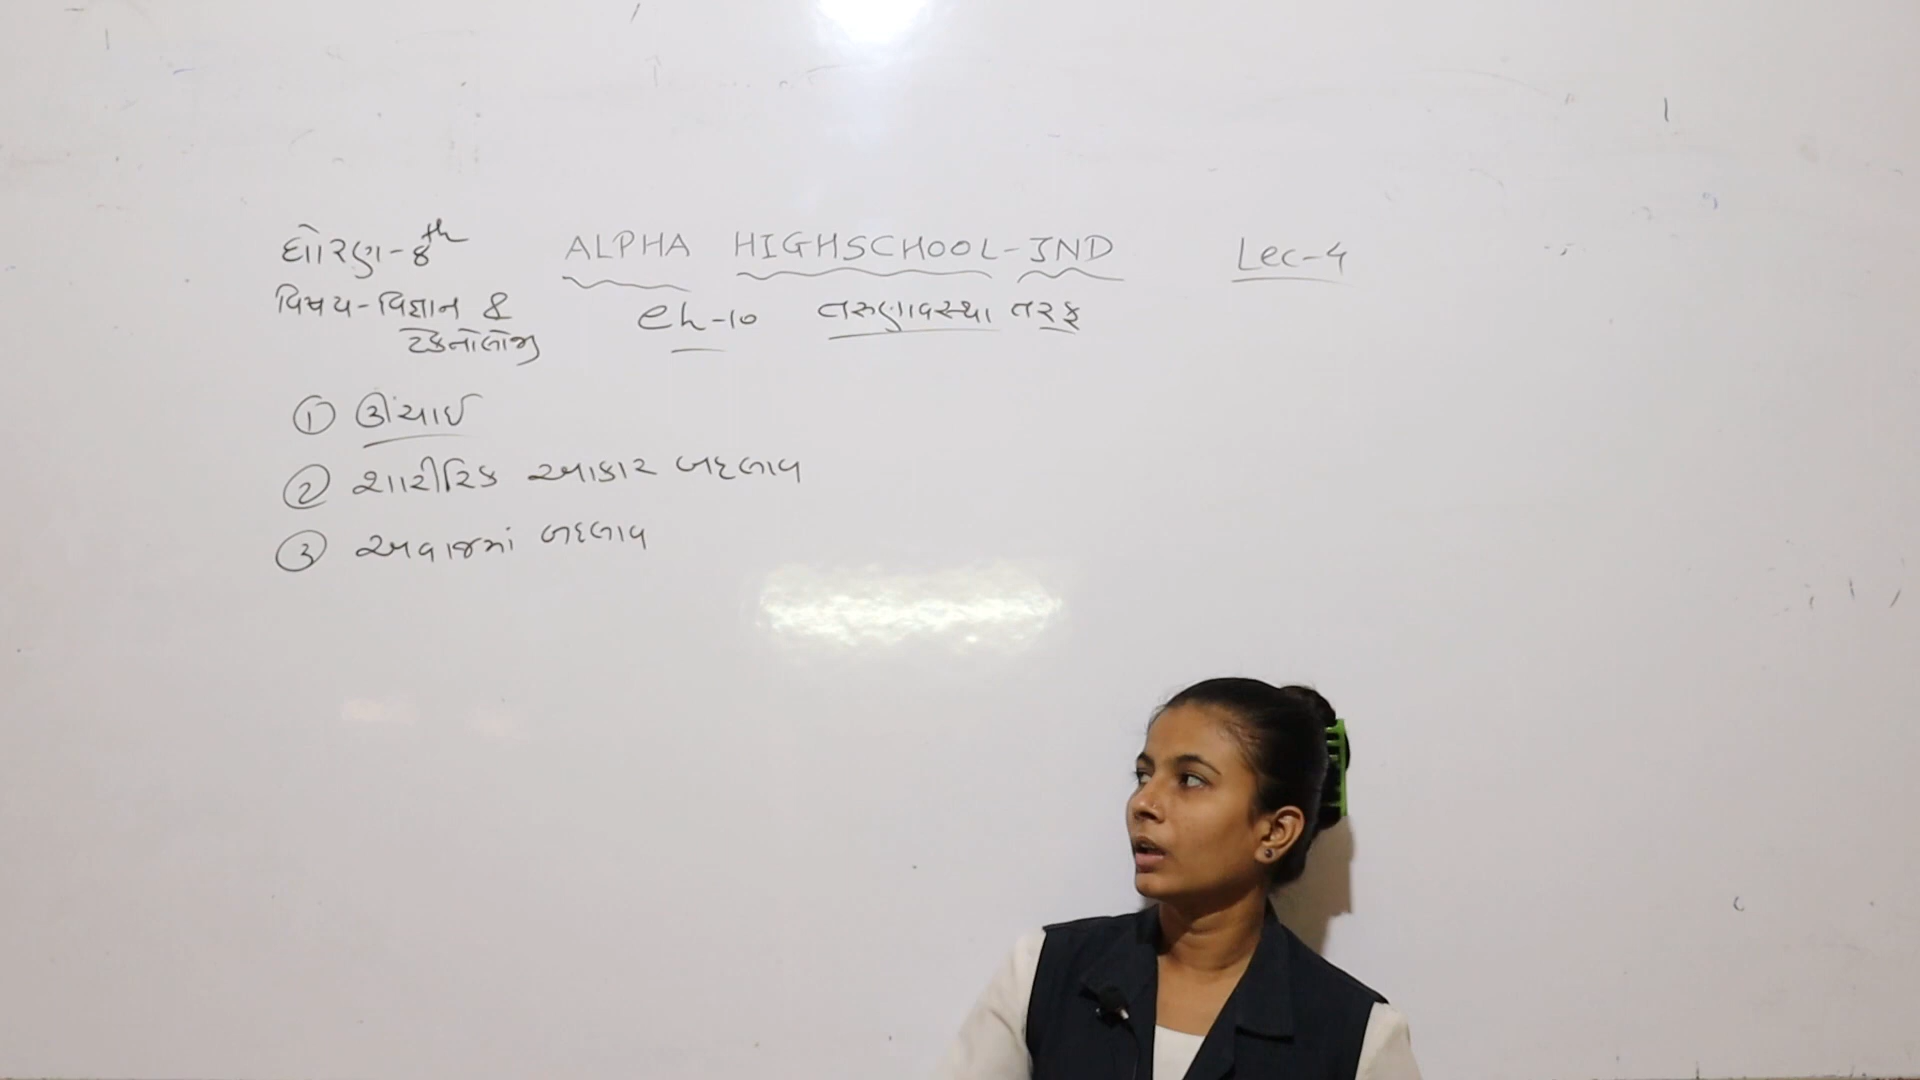 ધોરણ-8th ALPHA HIGHSCHOOL-IND Lec-4
વિષય-વિજ્ઞાન &
ટેકનોલોજી
ch-10 તરુણાવસ્થા તરફ
① ઊંચાઈ
② શારીરિક આકાર બદલાવ
③ અવાજમાં બદલાવ